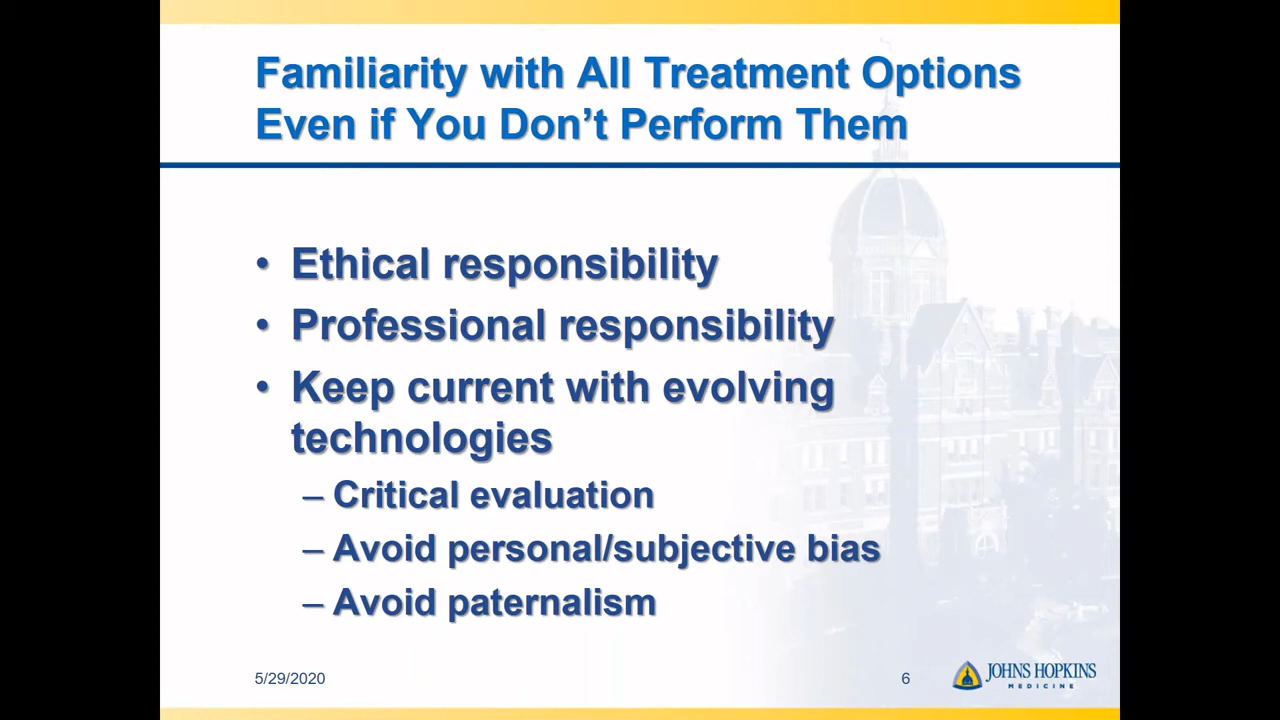 Familiarity with All Treatment Options
Even if You Don’t Perform Them
• Ethical responsibility
• Professional responsibility
• Keep current with evolving
technologies
– Critical evaluation
– Avoid personal/subjective bias
– Avoid paternalism
5/29/2020
6
JOHNS HOPKINS
MEDICINE